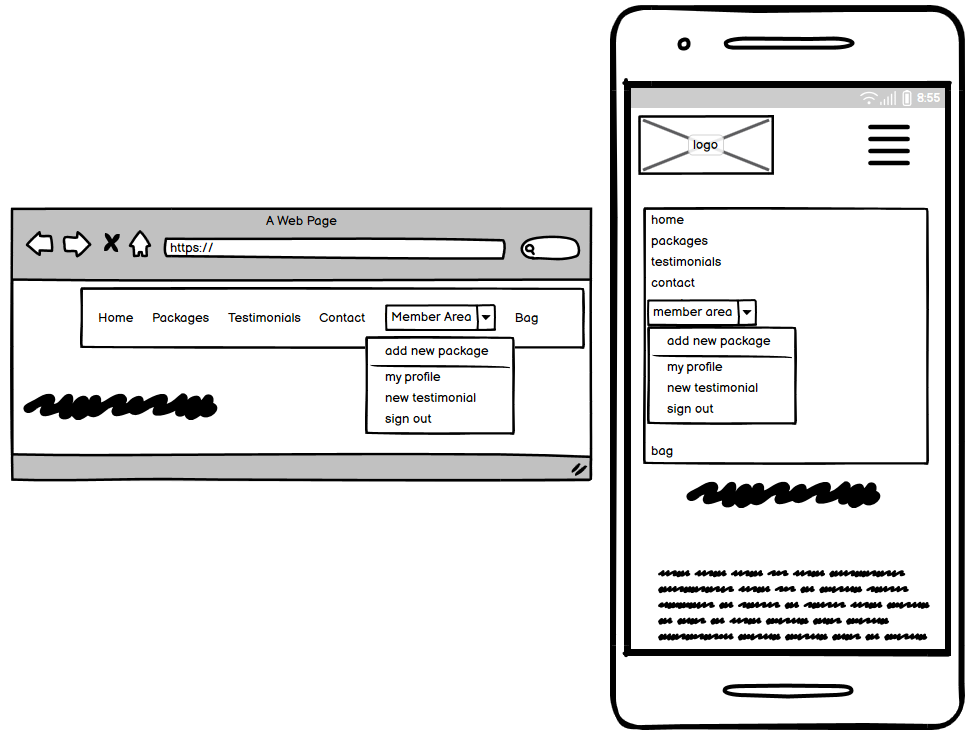 A Web Page
https://
Home Packages Testimonials Contact Member Area Bag
add new package
my profile
new testimonial
sign out
8:55
logo
home
packages
testimonials
contact
member area
add new package
my profile
new testimonial
sign out
bag